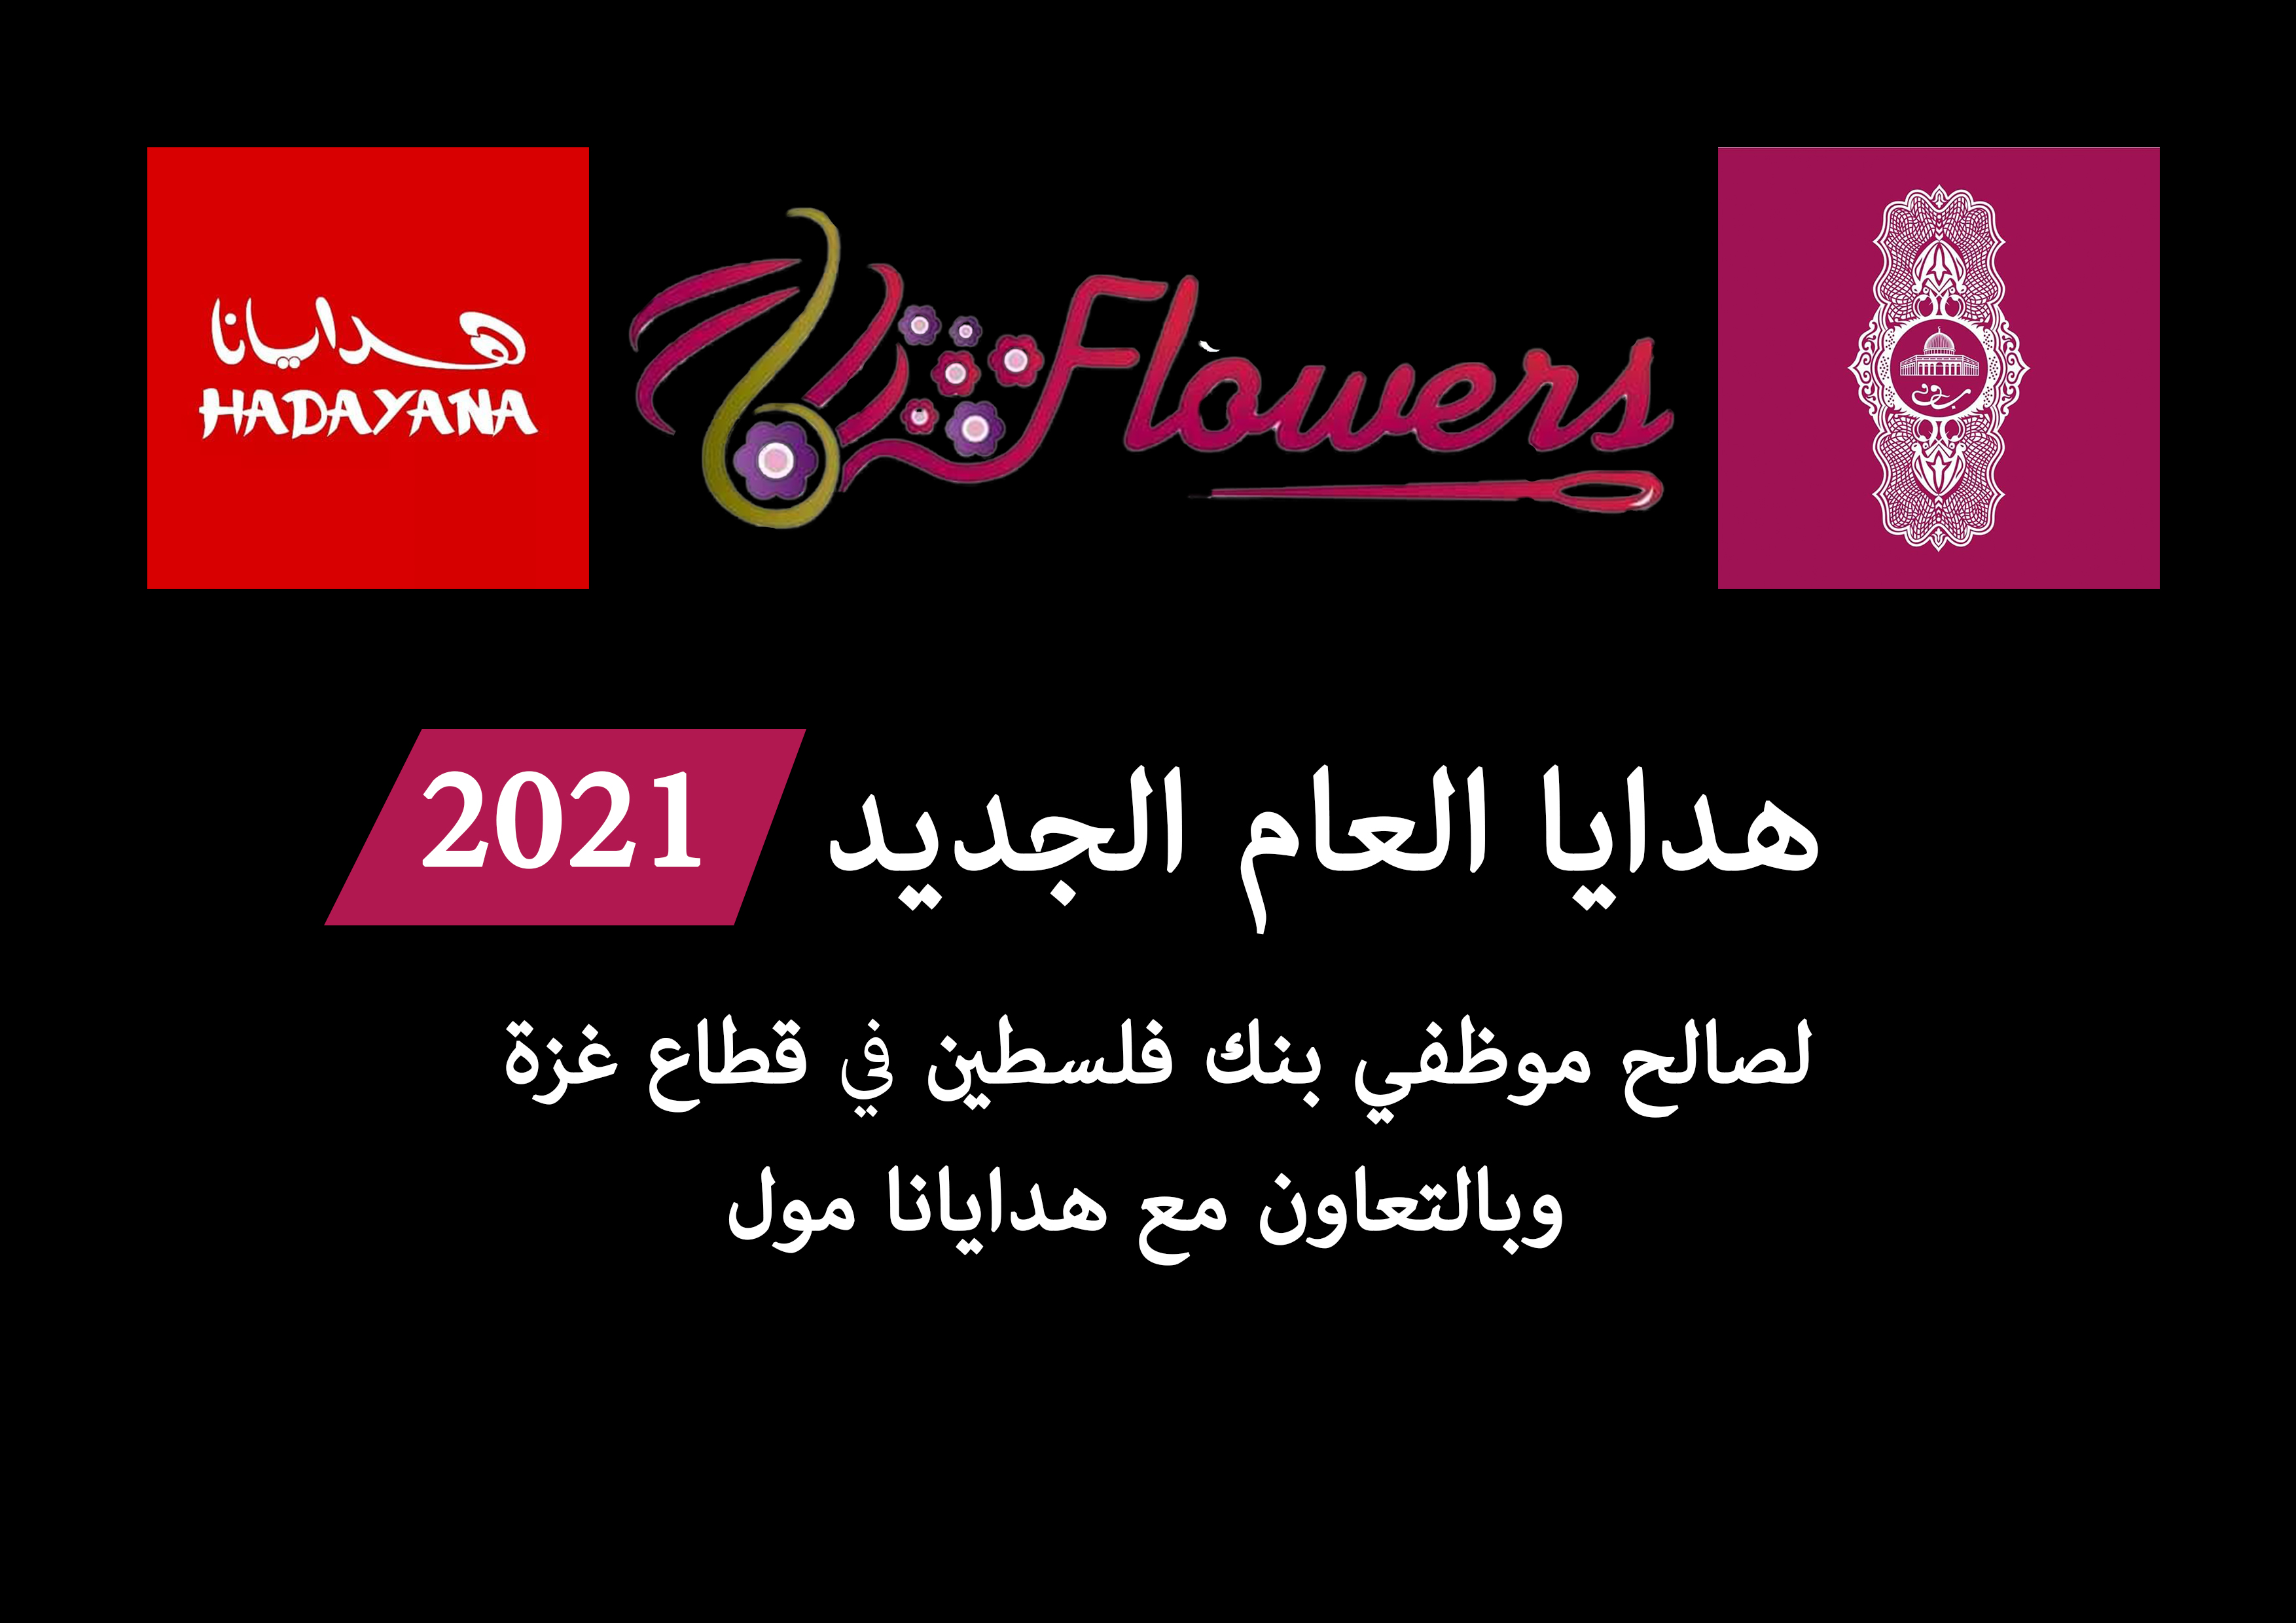 هدايانا
HADAYANA
Flowers
هدايا العام الجديد 2021
لصالح موظفي بنك فلسطين في قطاع غزة
وبالتعاون مع هدايانا مول